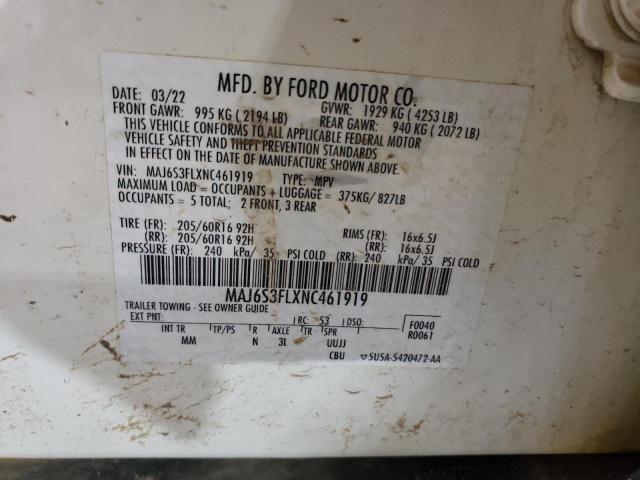 MFD. BY FORD MOTOR CO.
DATE: 03/22 GVWR: 1929 KG ( 4253 LB)
FRONT GAWR: 995 KG ( 2194 LB) REAR GAWR: 940 KG ( 2072 LB)
THIS VEHICLE CONFORMS TO ALL APPLICABLE FEDERAL MOTOR
VEHICLE SAFETY AND THEFT PREVENTION STANDARDS
IN EFFECT ON THE DATE OF MANUFACTURE SHOWN ABOVE.
VIN: MAJ6S3FLXNC461919 TYPE: MPV
MAXIMUM LOAD = OCCUPANTS + LUGGAGE = 375KG/ 827LB
OCCUPANTS = 5 TOTAL; 2 FRONT, 3 REAR
TIRE (FR): 205/60R16 92H RIMS (FR): 16x6.5J
(RR): 205/60R16 92H (RR): 16x6.5J
PRESSURE (FR): 240 kPa/ 35 PSI COLD (RR): 240 kPa/ 35 PSI COLD
MAJ6S3FLXNC461919
TRAILER TOWING - SEE OWNER GUIDE
EXT PNT: RC: 53 DSO: F0040
R0061
INT TR TP/PS R AXLE TR SPR
MM N 3L UUJJ
CBU ▽5U5A-5420472-AA